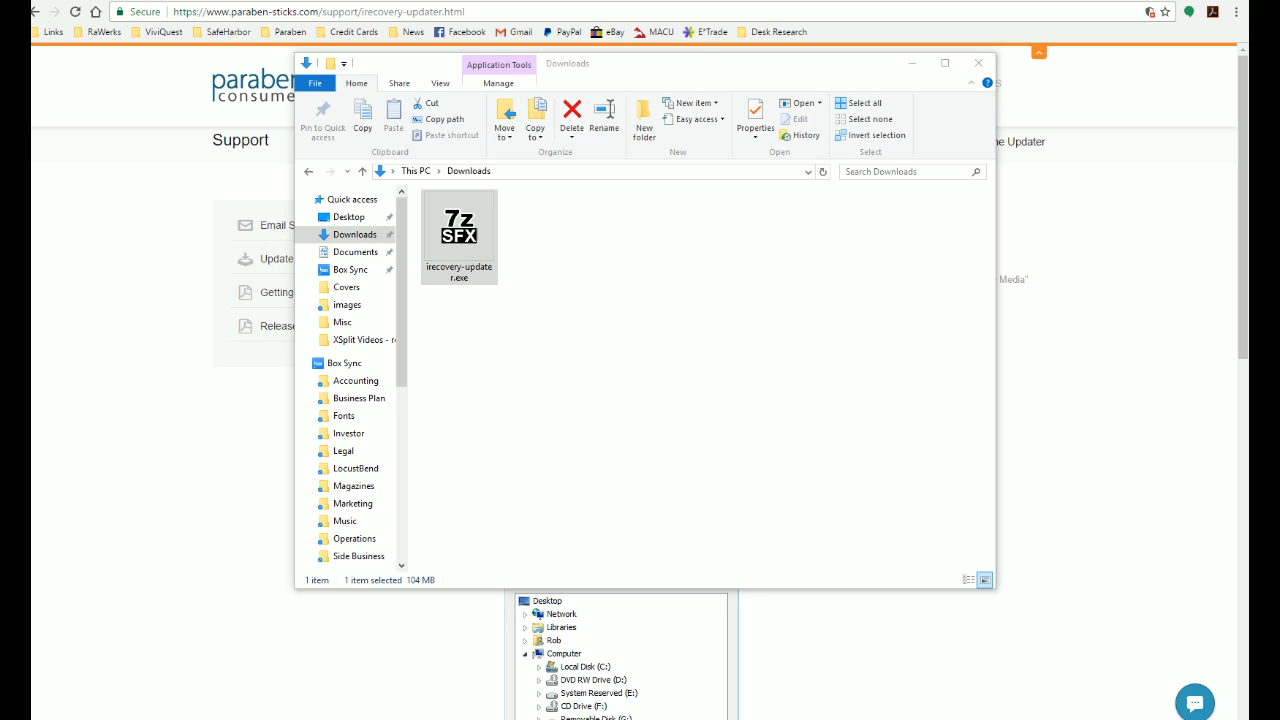 Secure https://www.paraben-sticks.com/support/irecovery-updater.html
Links RaWerks ViviQuest SafeHarbor Paraben Credit Cards News Facebook Gmail PayPal eBay MACU E*Trade Desk Research
Application Tools Downloads
File Home Share View Manage
Pin to Quick access
Copy
Paste
Cut
Copy path
Paste shortcut
Clipboard
Move to
Copy to
Delete
Rename
Organize
New folder
New item
Easy access
New
Properties
Open
Edit
History
Open
Select all
Select none
Invert selection
Select
This PC > Downloads
Search Downloads
paraben
consume
Support
ne Updater
S
Email S
Update
Getting
Release
Media"
Quick access
Desktop
Downloads
Documents
Box Sync
Covers
images
Misc
XSplit Videos - re
Box Sync
Accounting
Business Plan
Fonts
Investor
Legal
LocustBend
Magazines
Marketing
Music
Operations
Side Business
7z
SFX
irecovery-update
r.exe
1 item 1 item selected 104 MB
Desktop
Network
Libraries
Rob
Computer
Local Disk (C:)
DVD RW Drive (D:)
System Reserved (E:)
CD Drive (F:)
Removable Disk (G:)